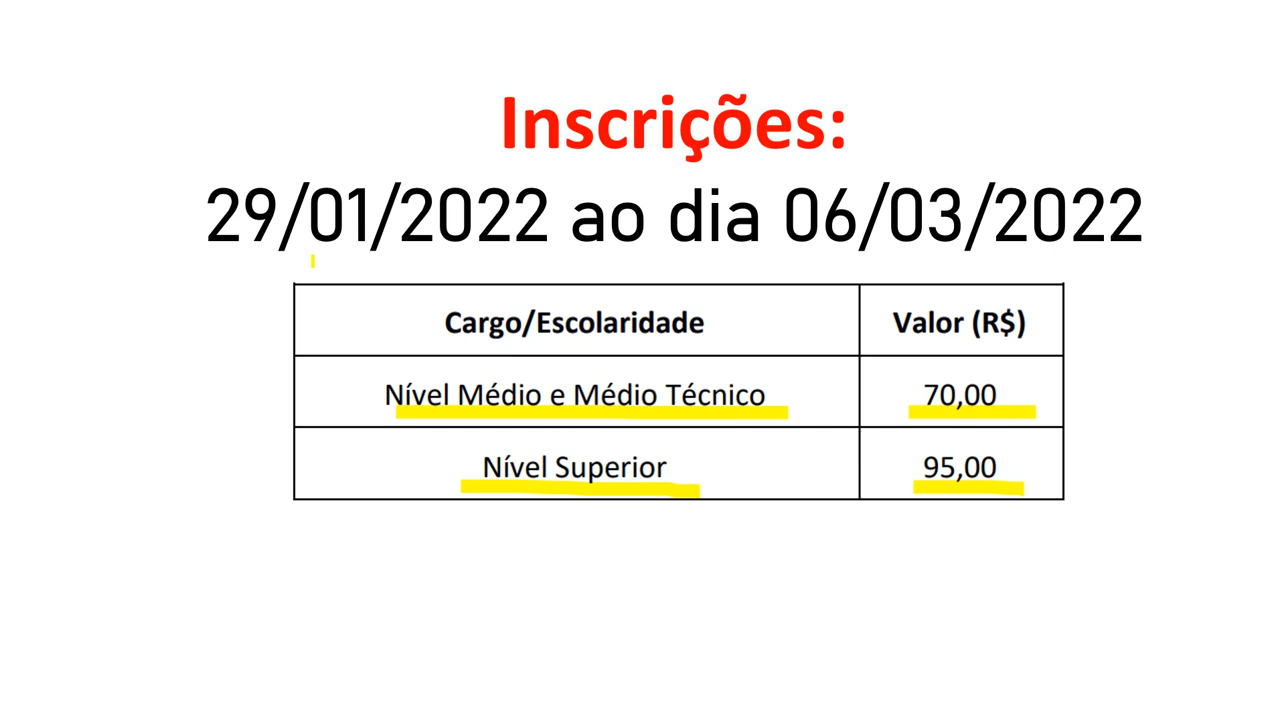 Inscrições:
29/01/2022 ao dia 06/03/2022
Cargo/Escolaridade Valor (R$)
Nível Médio e Médio Técnico 70,00
Nível Superior 95,00